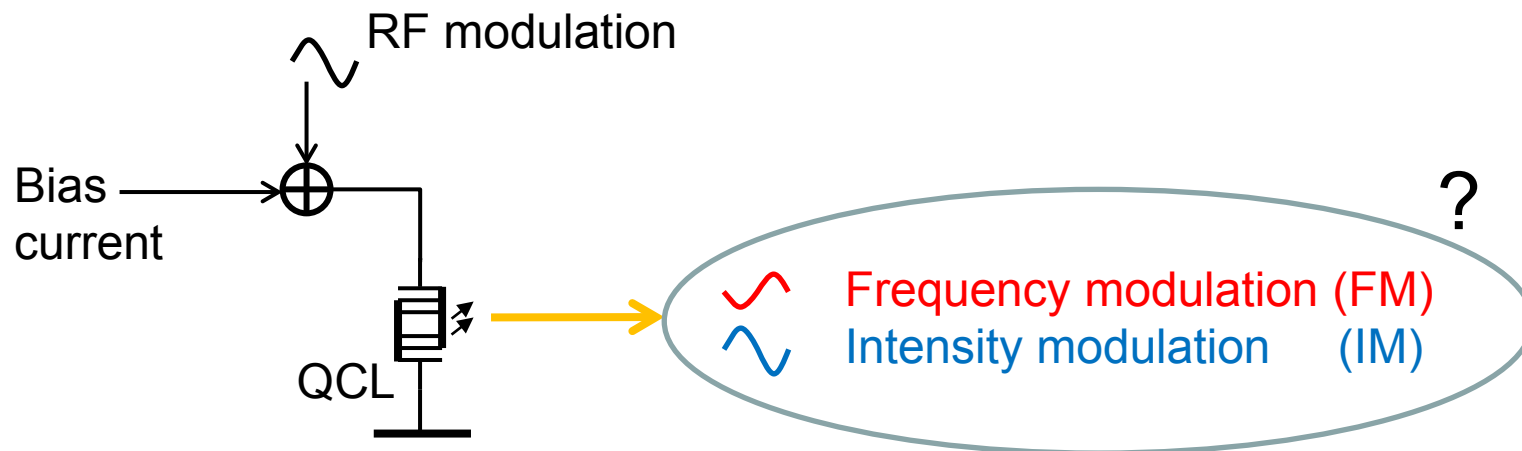 RF modulation
Bias
current
?
Frequency modulation (FM)
Intensity modulation (IM)
QCL